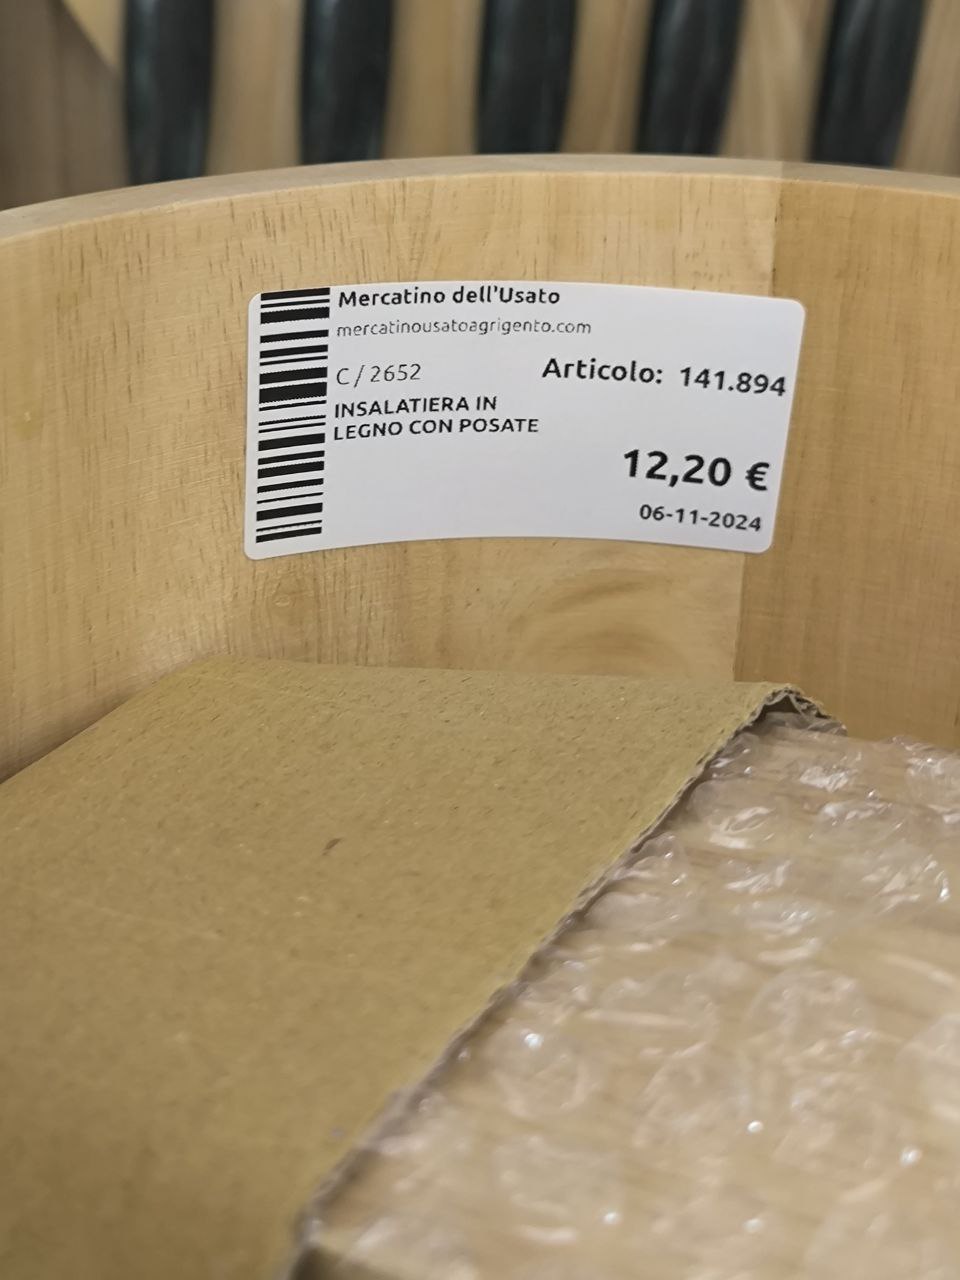 Mercatino dell'Usato
mercatinousatoagrigento.com
C / 2652
Articolo: 141.894
INSALATIERA IN
LEGNO CON POSATE
12,20 €
06-11-2024